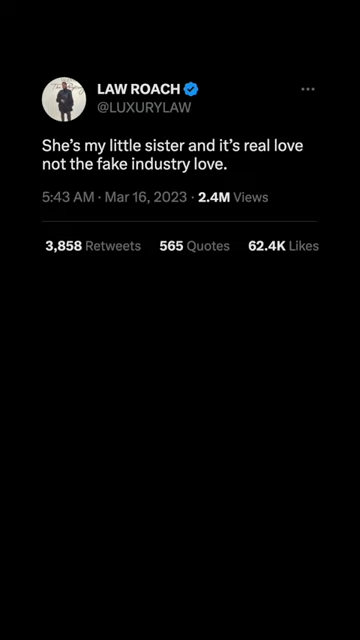 LAW ROACH
@LUXURYLAW
She’s my little sister and it’s real love
not the fake industry love.
5:43 AM · Mar 16, 2023 · 2.4M Views
3,858 Retweets 565 Quotes 62.4K Likes